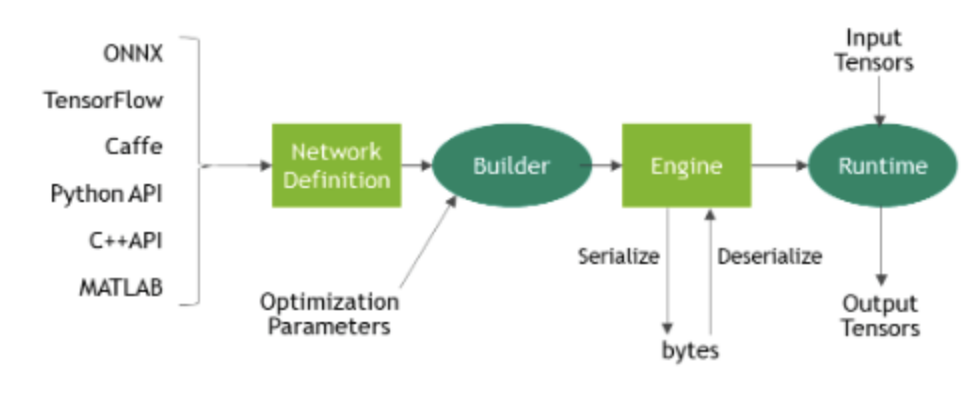 ONNX
TensorFlow
Caffe
Python API
C++API
MATLAB
Network
Definition
Optimization
Parameters
Builder
Engine
Serialize
Deserialize
bytes
Input
Tensors
Runtime
Output
Tensors